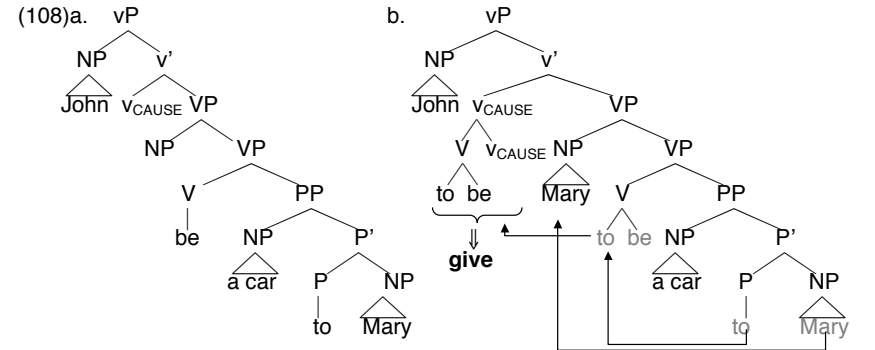 (108)a. vP b. vP
NP v’ NP v’
John vCAUSE VP John vCAUSE VP
NP VP V vCAUSE NP VP
V PP to be Mary V PP
be NP P’ give to be NP P’
a car P NP a car P NP
to Mary to Mary